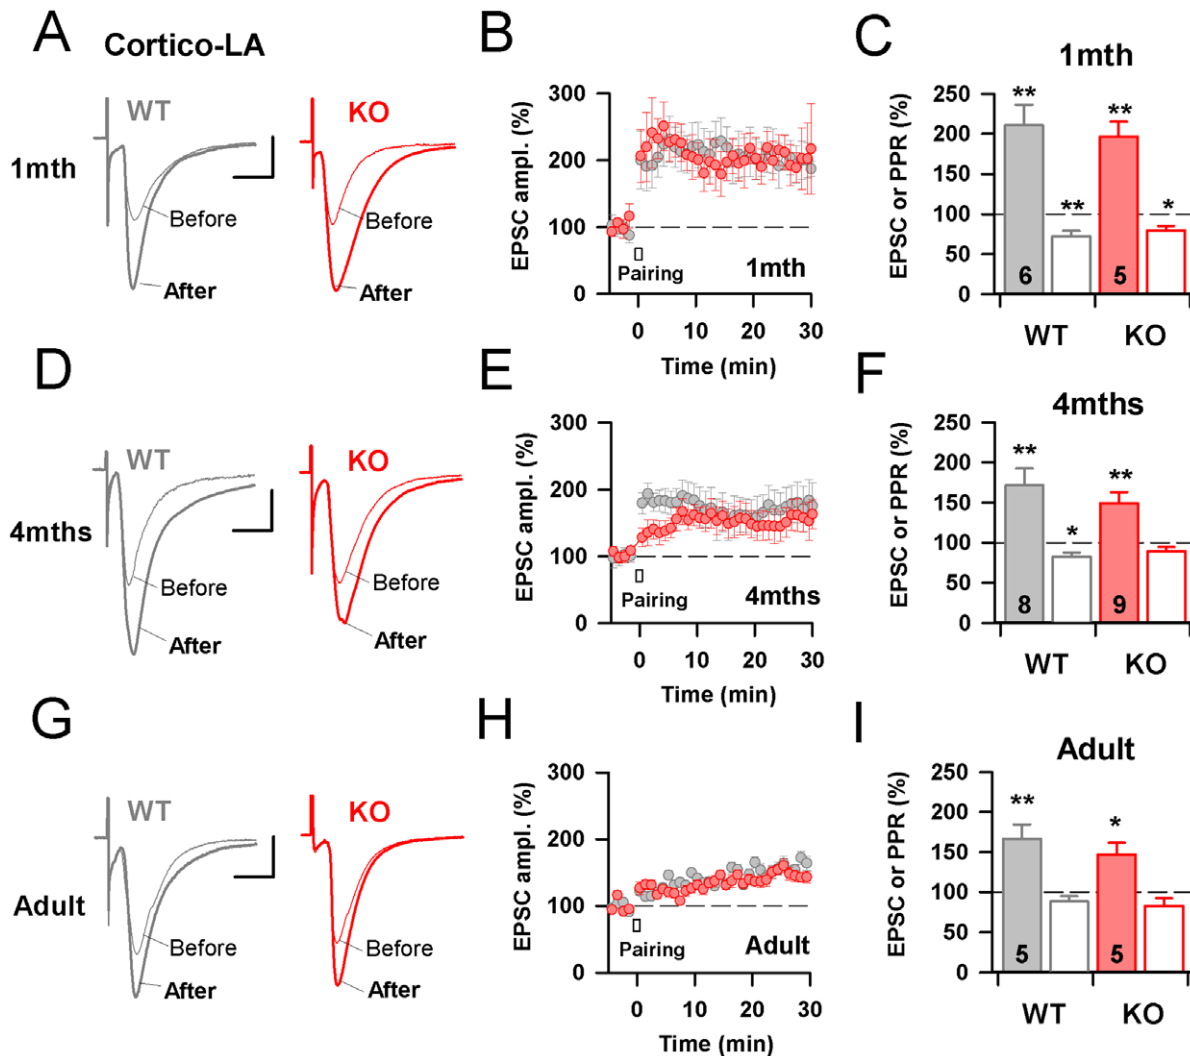 A
Cortico-LA
1mth
WT
KO
Before
After
B
EPSC ampl. (%)
300
200
100
0
Pairing
1mth
0 10 20 30
Time (min)
C
1mth
EPSC or PPR (%)
250
200
150
100
50
0
** ** ** *
6 5
WT KO
D
4mths
WT
KO
Before
After
Before
After
E
EPSC ampl. (%)
300
200
100
0
Pairing
4mths
0 10 20 30
Time (min)
F
4mths
EPSC or PPR (%)
250
200
150
100
50
0
** * **
8 9
WT KO
G
Adult
WT
KO
Before
After
Before
After
H
EPSC ampl. (%)
300
200
100
0
Pairing
Adult
0 10 20 30
Time (min)
I
Adult
EPSC or PPR (%)
250
200
150
100
50
0
** *
5 5
WT KO